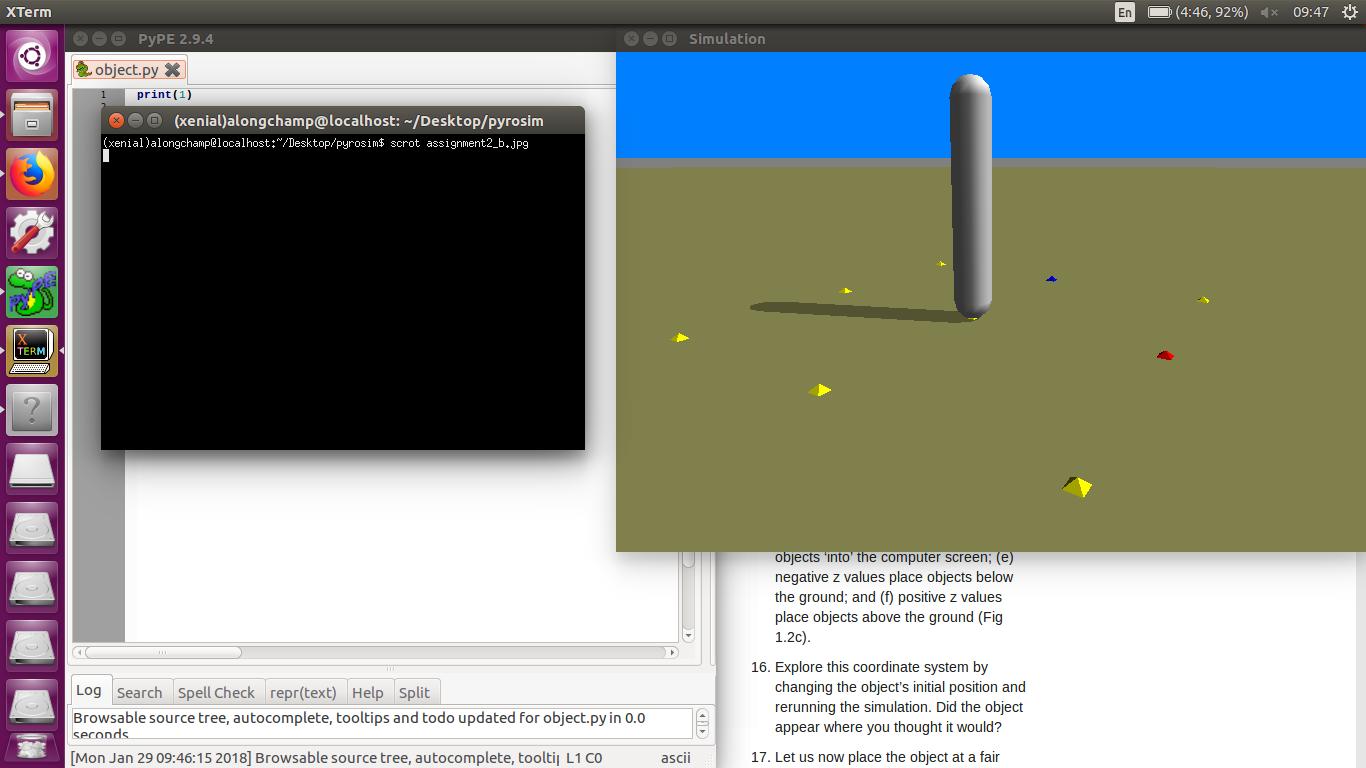 XTerm
En
(4:46, 92%)
09:47
PyPE 2.9.4
Simulation
object.py
1 print(1)
(xenial)alongchamp@localhost: ~/Desktop/pyrosim
(xenial)alongchamp@localhost:~/Desktop/pyrosim$ scrot assignment2_b.jpg
PyPE
X
TERM
?
objects ‘into’ the computer screen; (e)
negative z values place objects below
the ground; and (f) positive z values
place objects above the ground (Fig
1.2c).
16. Explore this coordinate system by
changing the object’s initial position and
rerunning the simulation. Did the object
appear where you thought it would?
17. Let us now place the object at a fair
Log
Search
Spell Check
repr(text)
Help
Split
Browsable source tree, autocomplete, tooltips and todo updated for object.py in 0.0
seconds
[Mon Jan 29 09:46:15 2018] Browsable source tree, autocomplete, toolti
L1 C0
ascii